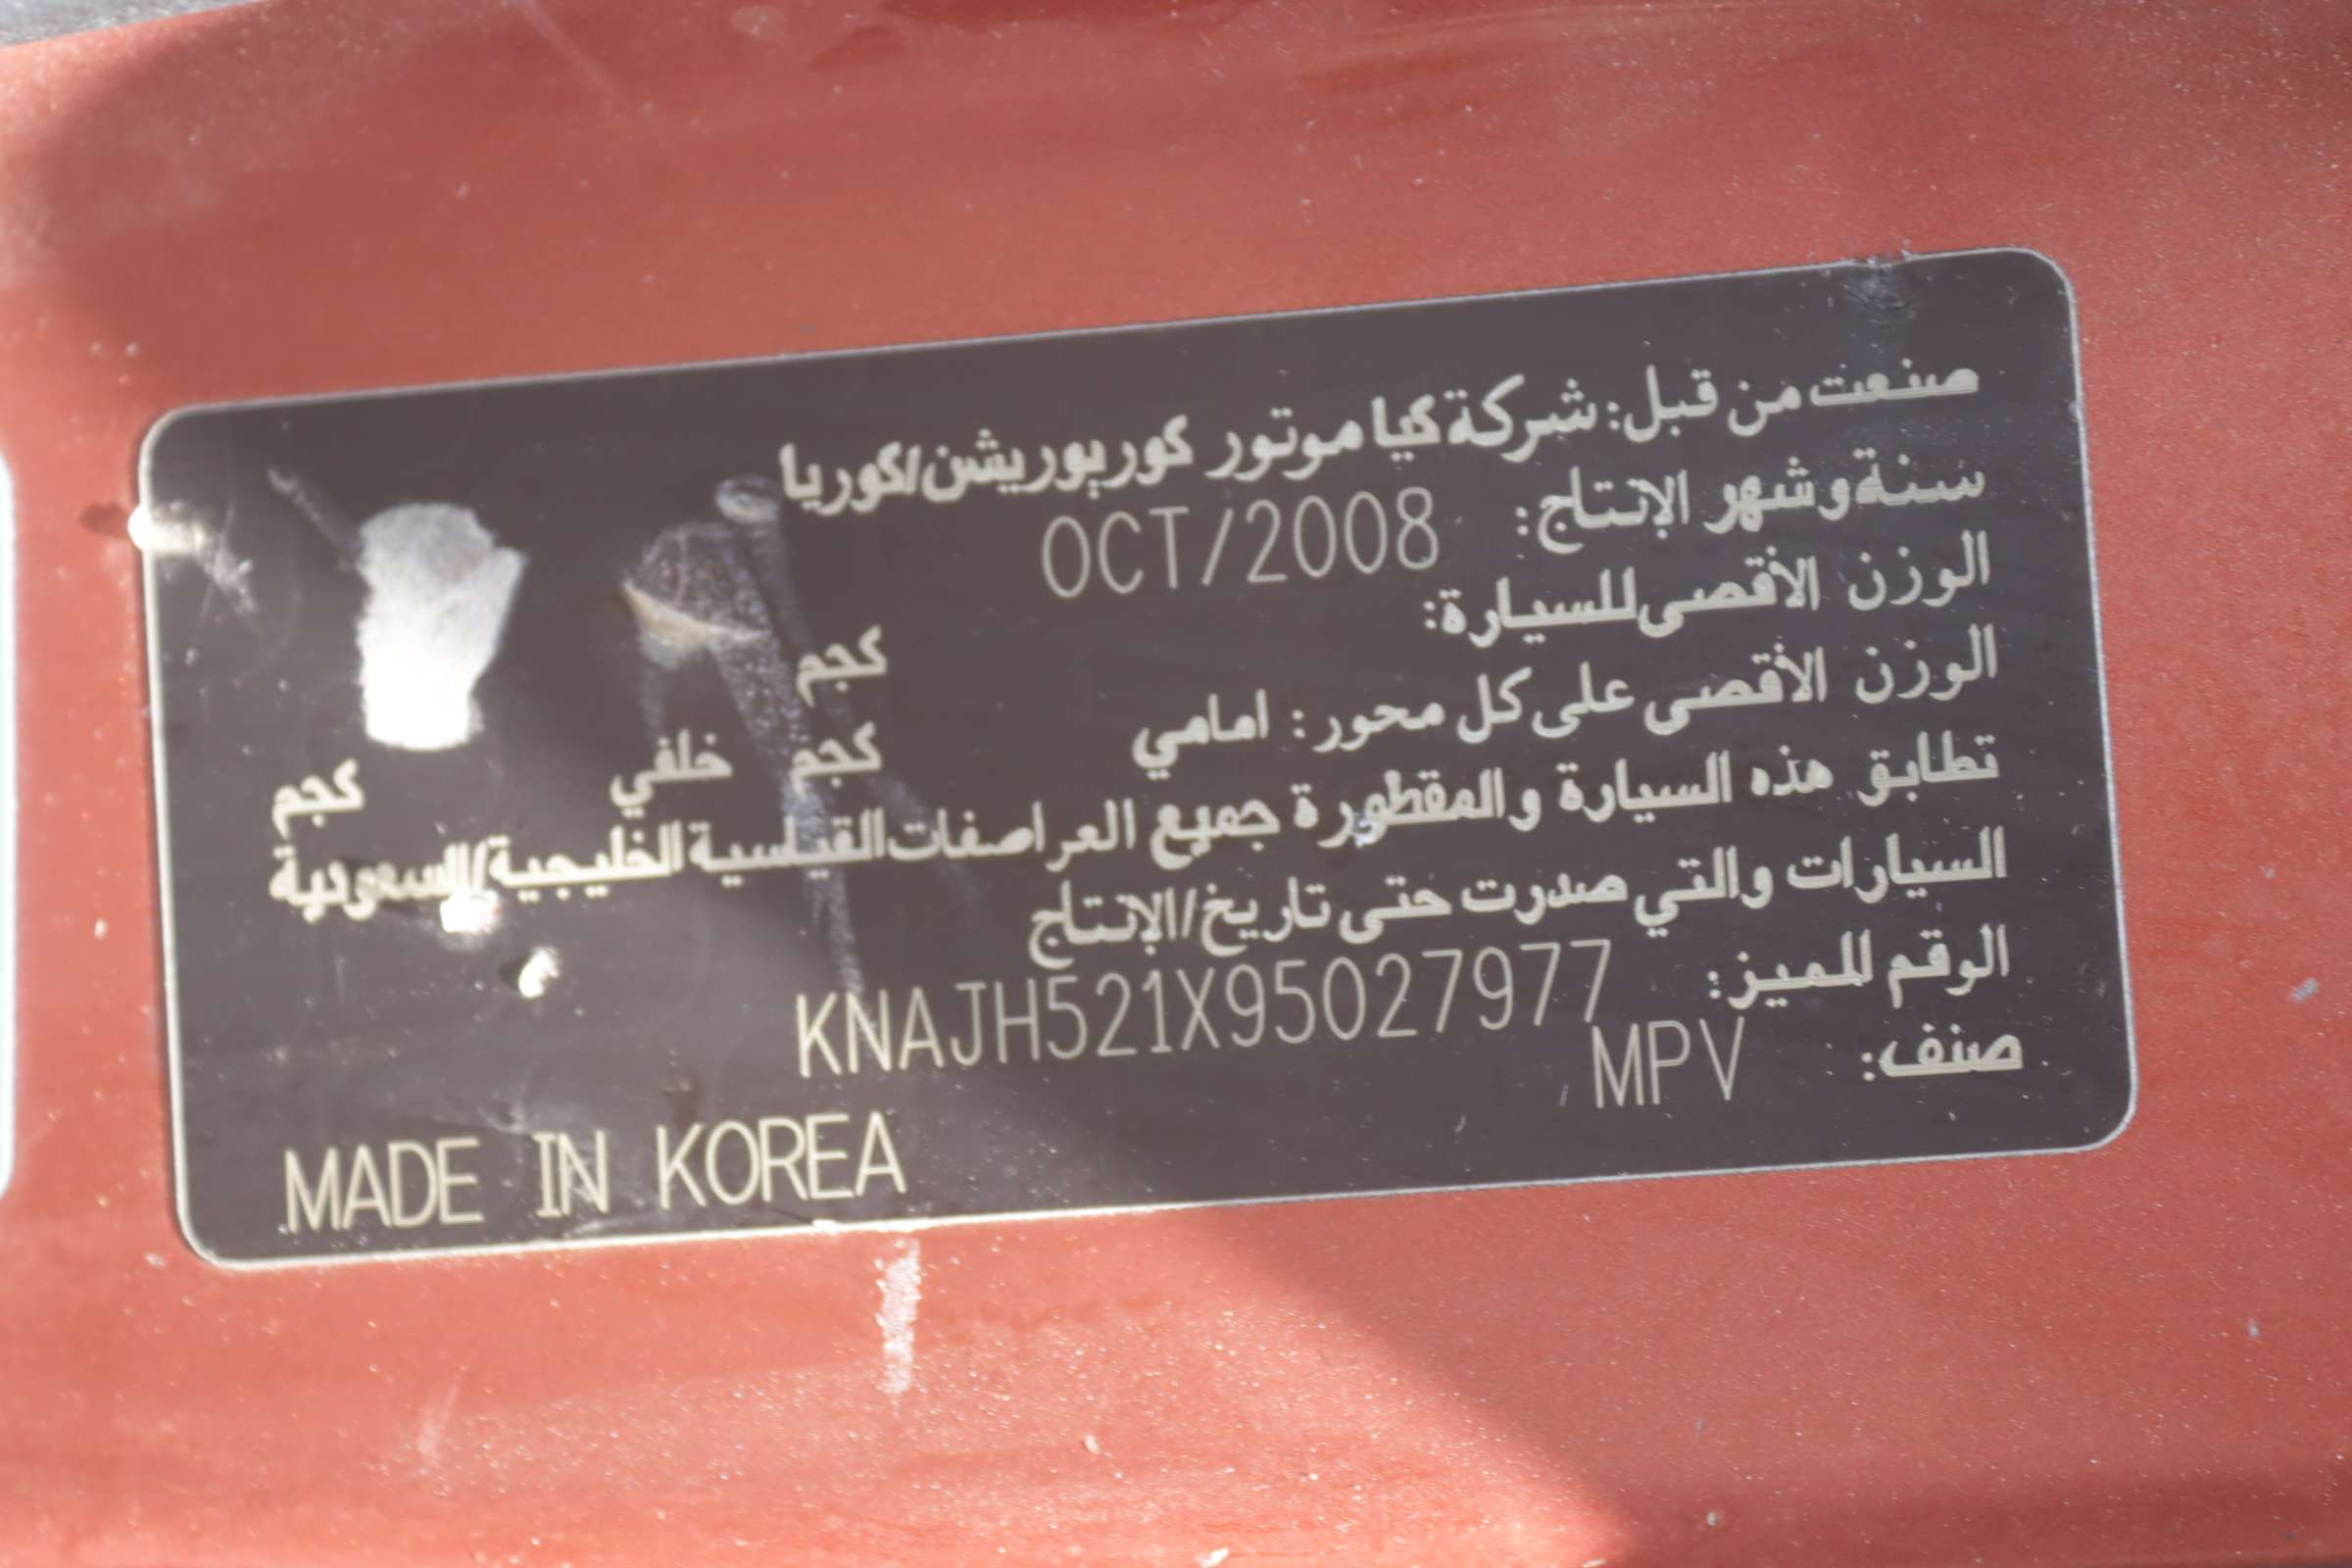 صنعت من قبل: شركة كيا موتور كوربوريشن/كوريا
سنة وشهر الإنتاج: OCT/2008
الوزن الأقصى للسيارة: كجم
الوزن الأقصى على كل محور: امامي كجم خلفي كجم
تطابق هذه السيارة والمقطورة جميع العراصفات القياسية الخليجية/السعودية
السيارات والتي صدرت حتى تاريخ/الإنتاج
الوقم المميز: KNAJH521X95027977
صنف: MPV
MADE IN KOREA